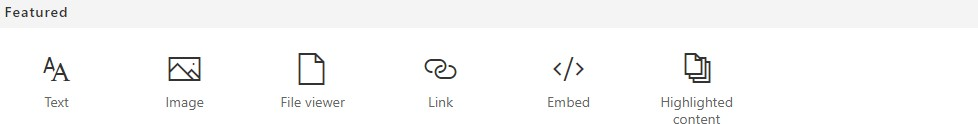 Featured
Text
Image
File viewer
Link
Embed
Highlighted
content